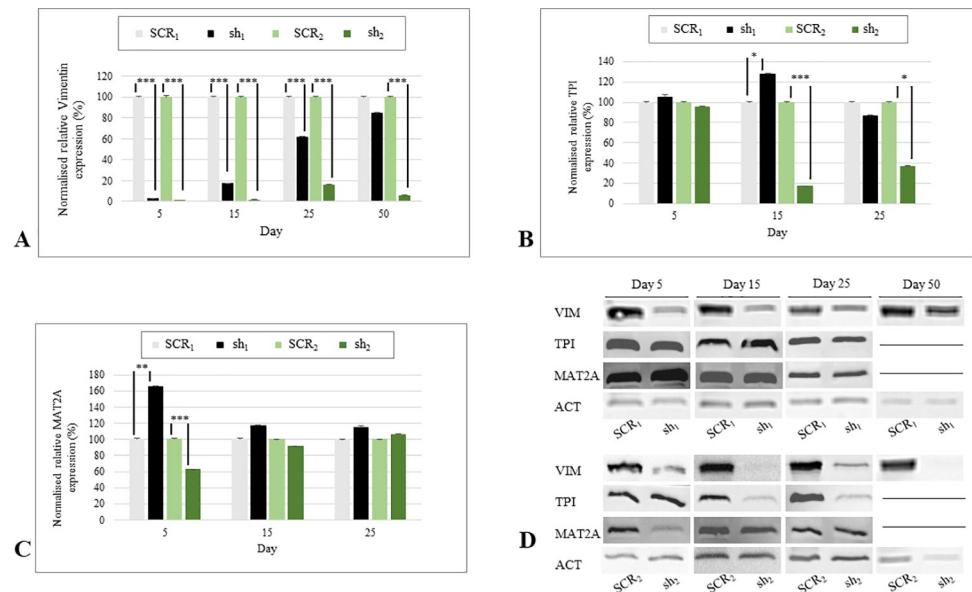 SCR1 sh1 SCR2 sh2
Normalised relative Vimentin
expression (%)
120
100
80
60
40
20
0
*** *** *** *** *** *** ***
5 15 25 50
Day
A
SCR1 sh1 SCR2 sh2
Normalised relative TPI
expression (%)
140
120
100
80
60
40
20
0
* *** *
5 15 25
Day
B
SCR1 sh1 SCR2 sh2
Normalised relative MAT2A
expression (%)
180
160
140
120
100
80
60
40
20
0
** ***
5 15 25
Day
C
Day 5 Day 15 Day 25 Day 50
VIM
TPI
MAT2A
ACT
SCR1 sh1 SCR1 sh1 SCR1 sh1 SCR1 sh1
VIM
TPI
MAT2A
ACT
SCR2 sh2 SCR2 sh2 SCR2 sh2 SCR2 sh2
D